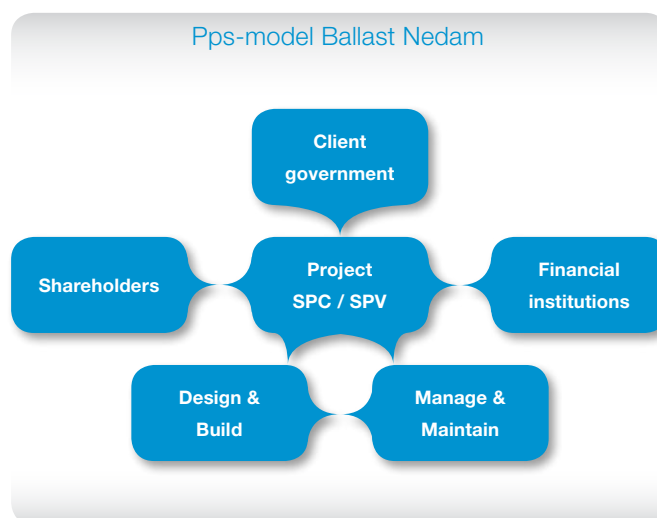 Pps-model Ballast Nedam
Client
government
Shareholders
Project
SPC / SPV
Financial
institutions
Design &
Build
Manage &
Maintain